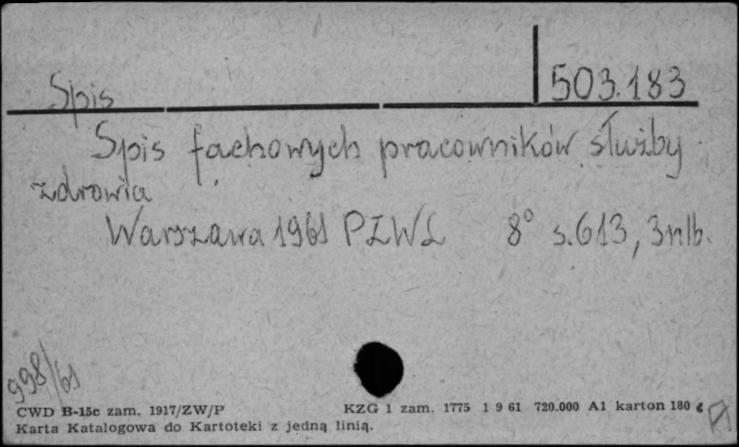 503.183
Spis
Spis fachowych pracowników służby
zdrowia
Warszawa 1961 PZWL 8° s.613, 3nlb.
998/61
CWD B-15c zam. 1917/ZW/P KZG 1 zam. 1775 1 9 61 720.000 A1 karton 180 g
Karta Katalogowa do Kartoteki z jedną linią.